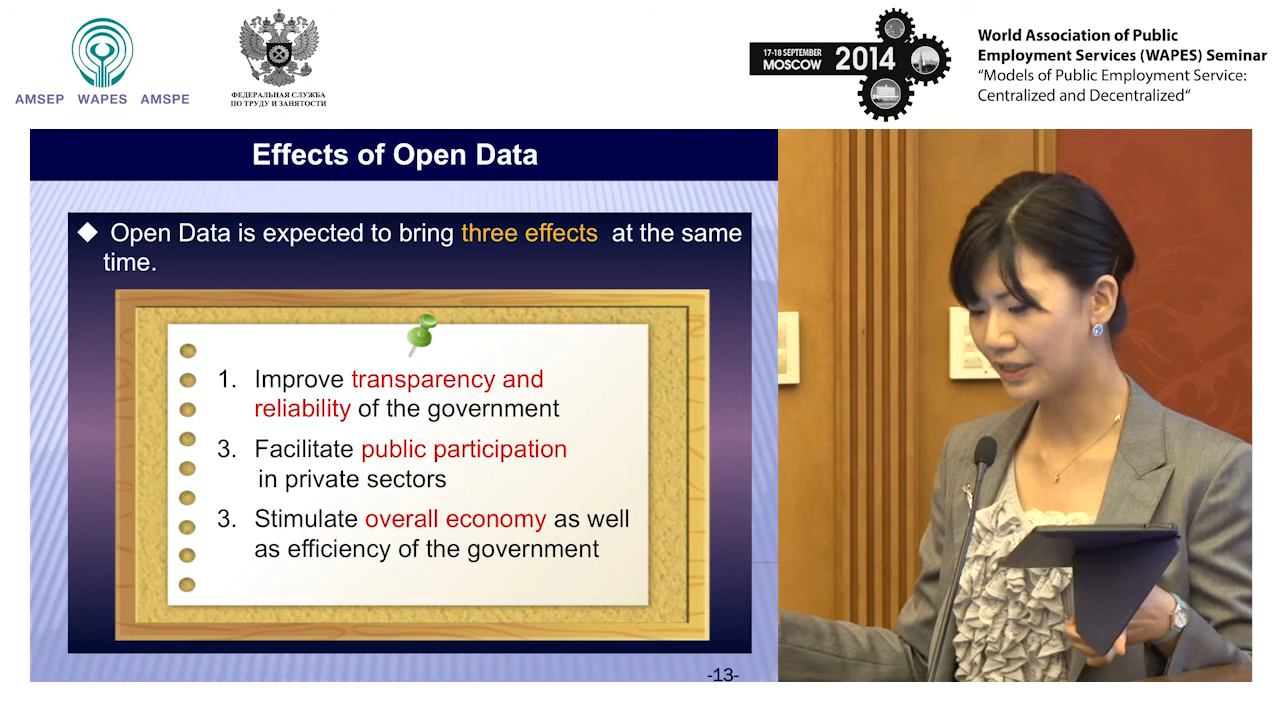 AMSEP WAPES AMSPE
ФЕДЕРАЛЬНАЯ СЛУЖБА
ПО ТРУДУ И ЗАНЯТОСТИ
17-18 SEPTEMBER
MOSCOW
2014
World Association of Public
Employment Services (WAPES) Seminar
“Models of Public Employment Service:
Centralized and Decentralized“
Effects of Open Data
◆ Open Data is expected to bring three effects at the same
time.
1. Improve transparency and
reliability of the government
3. Facilitate public participation
in private sectors
3. Stimulate overall economy as well
as efficiency of the government
-13-